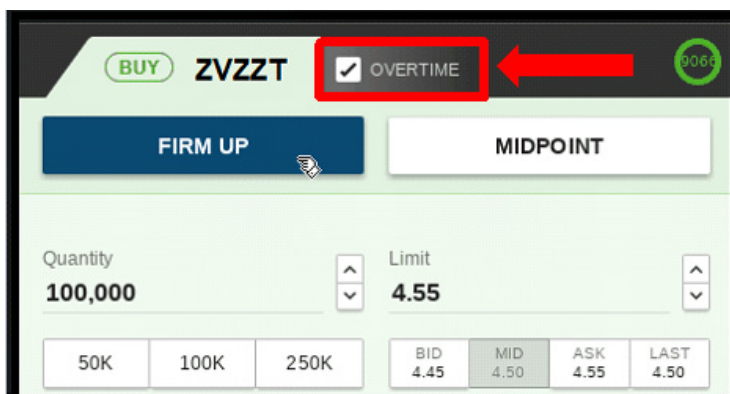 BUY ZVZZT OVERTIME 9066
FIRM UP MIDPOINT
Quantity Limit
100,000 4.55
50K 100K 250K BID MID ASK LAST
4.45 4.50 4.55 4.50